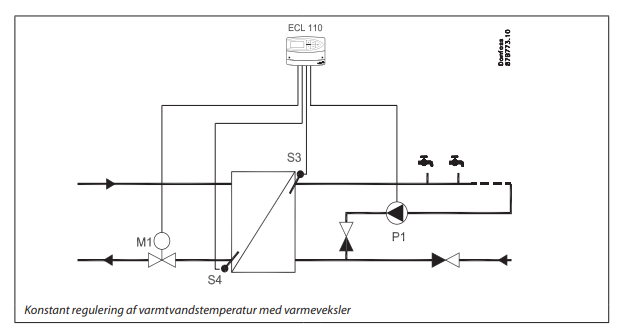 ECL 110
Danfoss
87B773.10
S3
M1
P1
S4
Konstant regulering af varmtvandstemperatur med varmeveksler